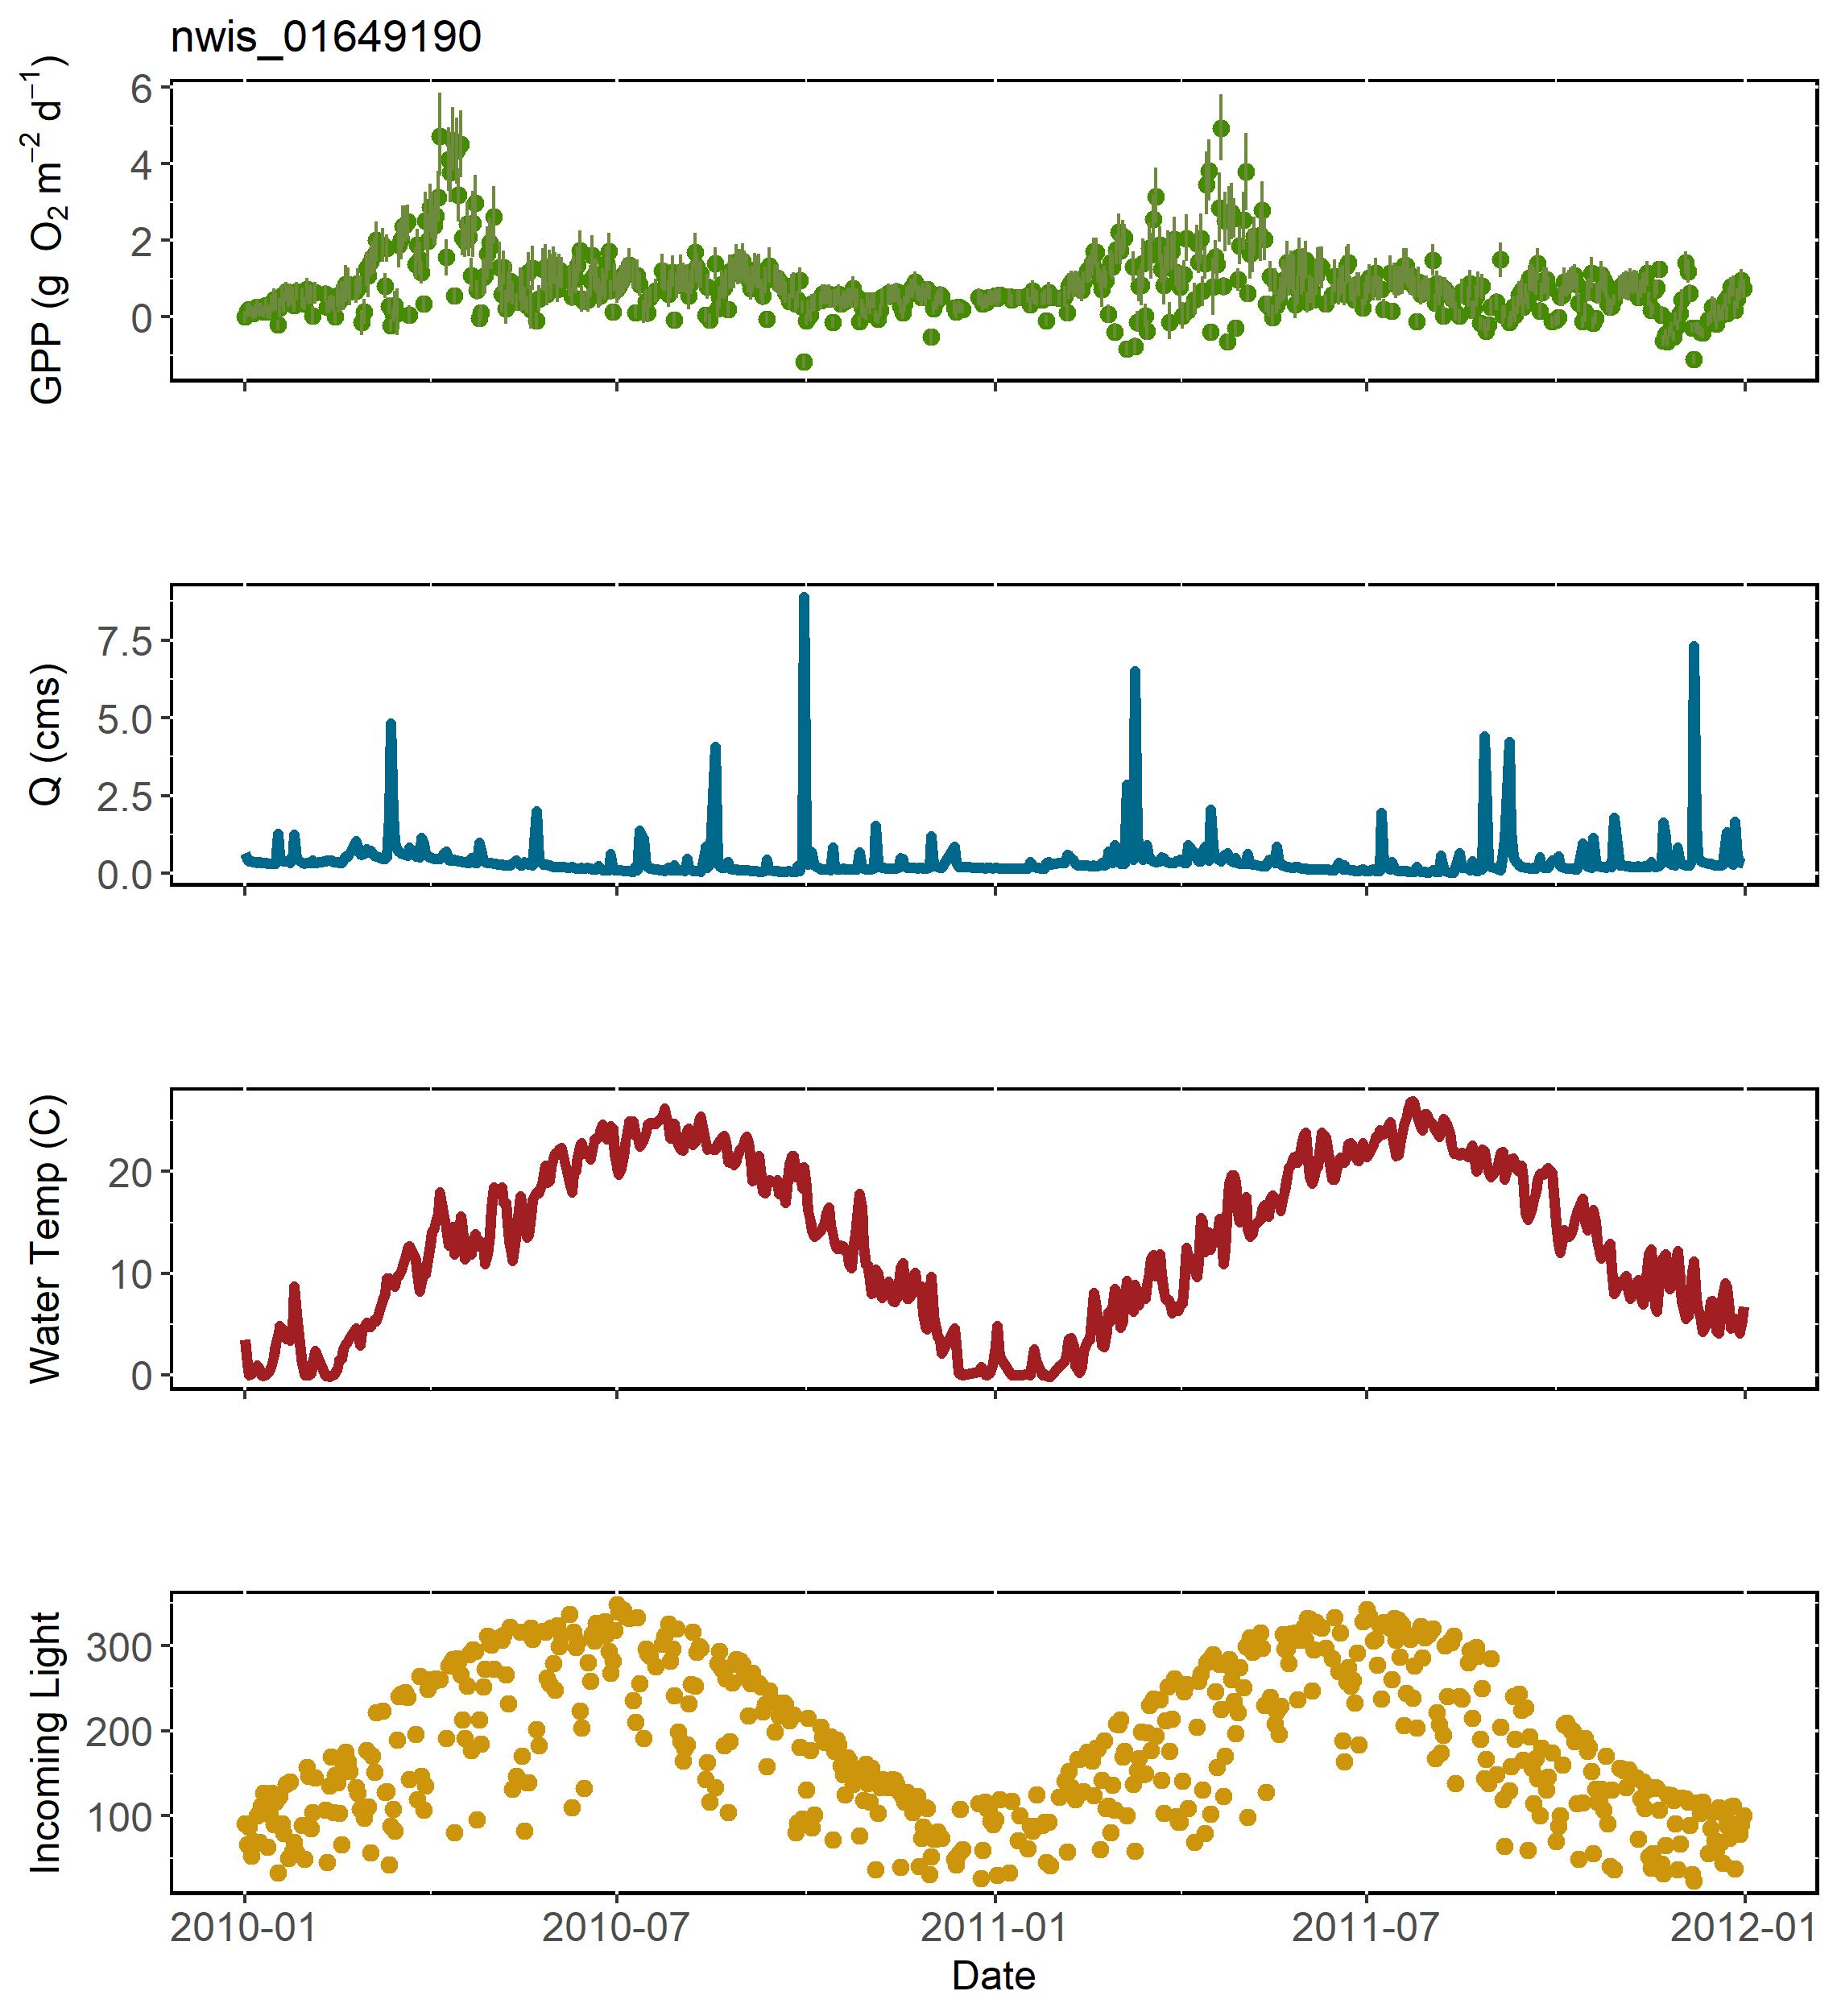 nwis_01649190
GPP (g O₂ m⁻² d⁻¹)
6
4
2
0
Q (cms)
7.5
5.0
2.5
0.0
Water Temp (C)
20
10
0
Incoming Light
300
200
100
2010-01 2010-07 2011-01 2011-07 2012-01
Date